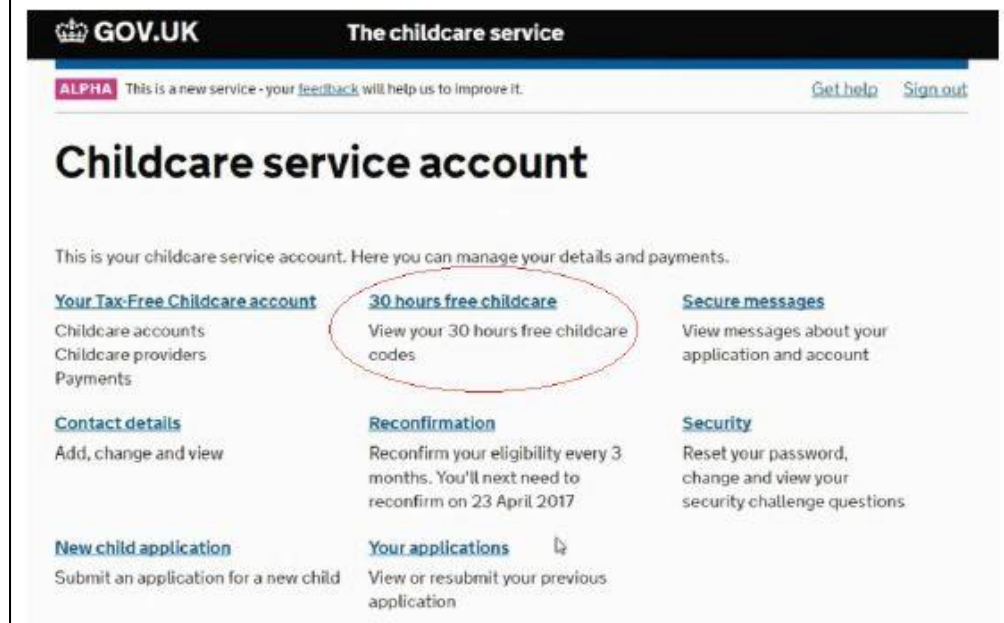 GOV.UK The childcare service
ALPHA This is a new service - your feedback will help us to improve it. Get help Sign out
Childcare service account
This is your childcare service account. Here you can manage your details and payments.
Your Tax-Free Childcare account
Childcare accounts
Childcare providers
Payments
30 hours free childcare
View your 30 hours free childcare
codes
Secure messages
View messages about your
application and account
Contact details
Add, change and view
Reconfirmation
Reconfirm your eligibility every 3
months. You'll next need to
reconfirm on 23 April 2017
Security
Reset your password,
change and view your
security challenge questions
New child application
Submit an application for a new child
Your applications
View or resubmit your previous
application